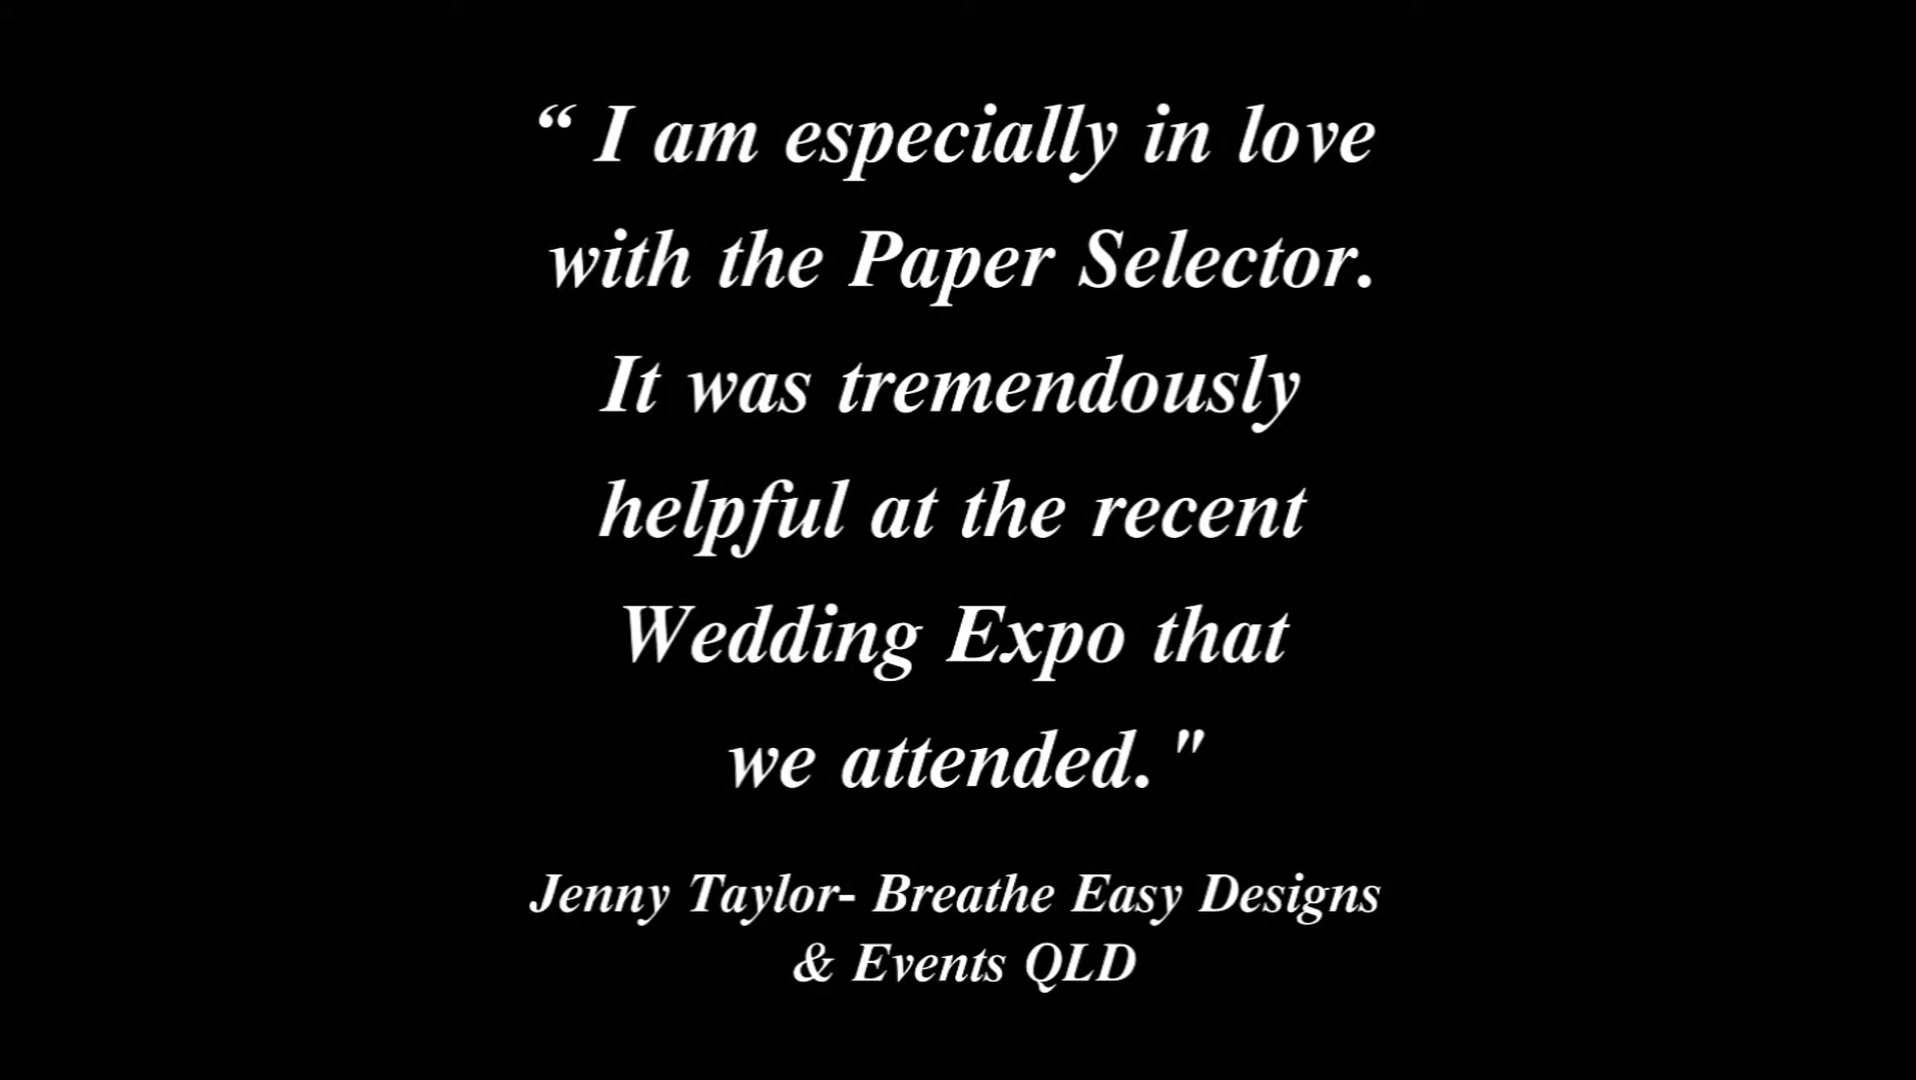 “ I am especially in love
with the Paper Selector.
It was tremendously
helpful at the recent
Wedding Expo that
we attended."
Jenny Taylor- Breathe Easy Designs
& Events QLD